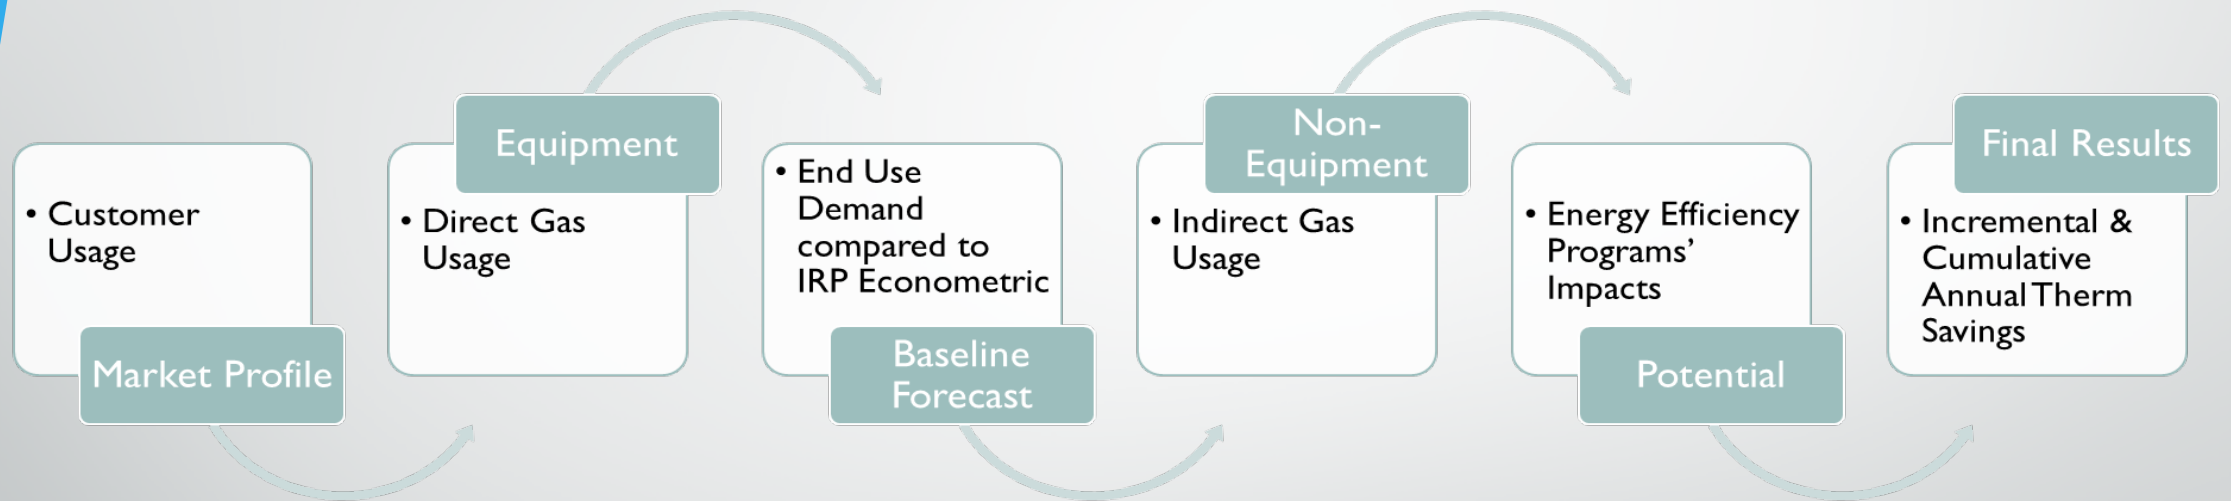 • Customer
Usage
Market Profile
Equipment
• Direct Gas
Usage
• End Use
Demand
compared to
IRP Econometric
Baseline
Forecast
Non-
Equipment
• Indirect Gas
Usage
• Energy Efficiency
Programs’
Impacts
Potential
Final Results
• Incremental &
Cumulative
Annual Therm
Savings